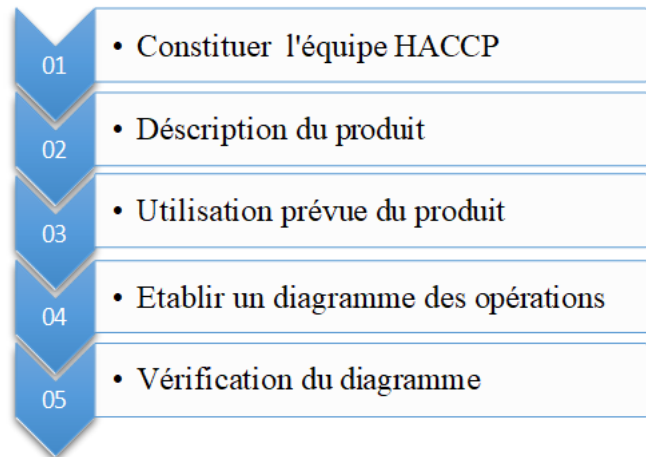 01
• Constituer l'équipe HACCP
02
• Déscription du produit
03
• Utilisation prévue du produit
04
• Etablir un diagramme des opérations
05
• Vérification du diagramme